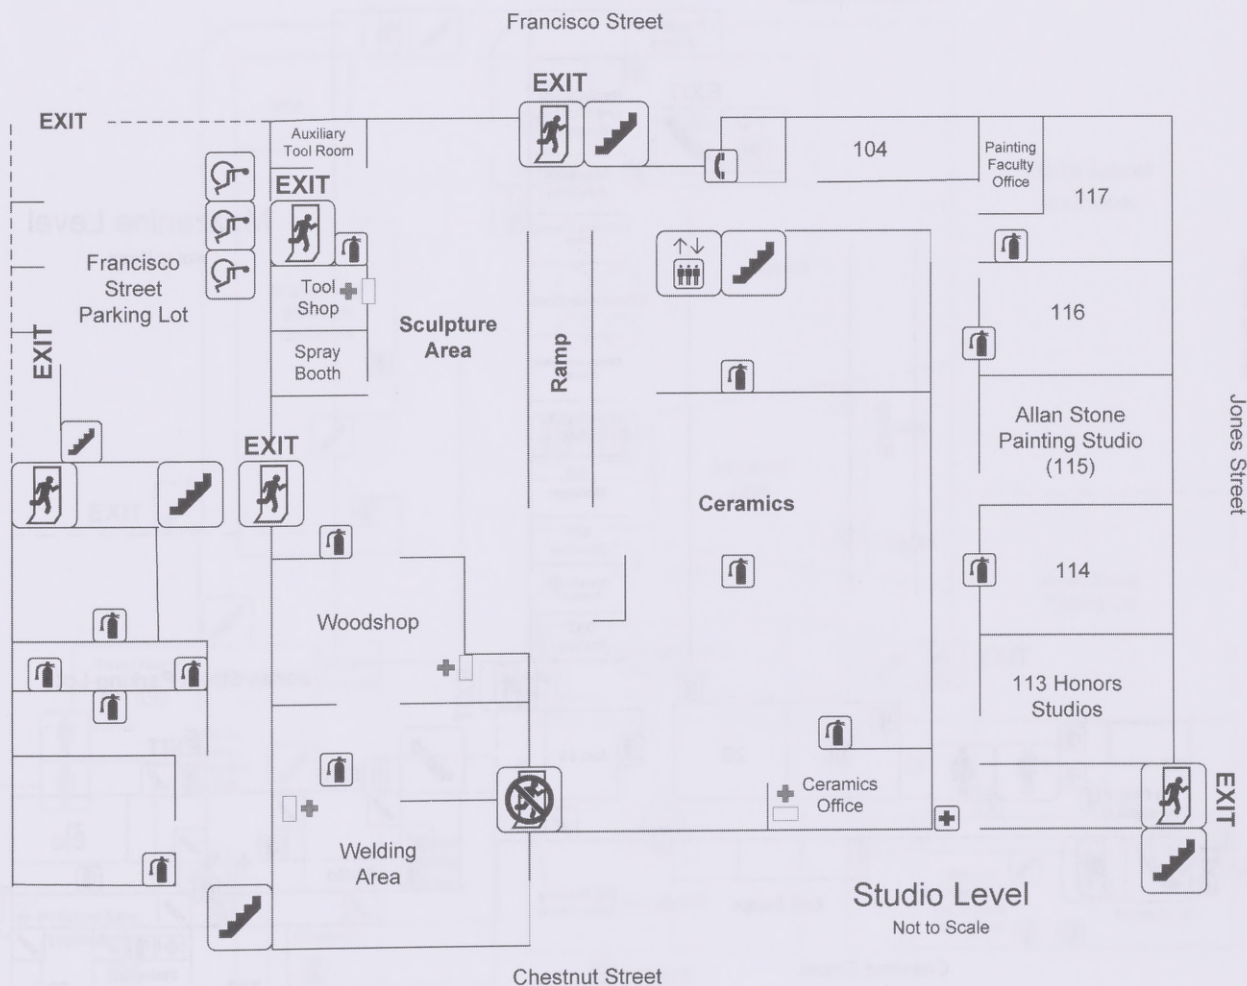 Francisco Street
EXIT
EXIT
Auxiliary
Tool Room
EXIT
104
Painting
Faculty
Office
117
Francisco
Street
Parking Lot
Tool
Shop
116
Sculpture
Area
Ramp
EXIT
Spray
Booth
Allan Stone
Painting Studio
(115)
Jones Street
EXIT
Ceramics
114
Woodshop
113 Honors
Studios
Ceramics
Office
EXIT
Welding
Area
Studio Level
Not to Scale
Chestnut Street